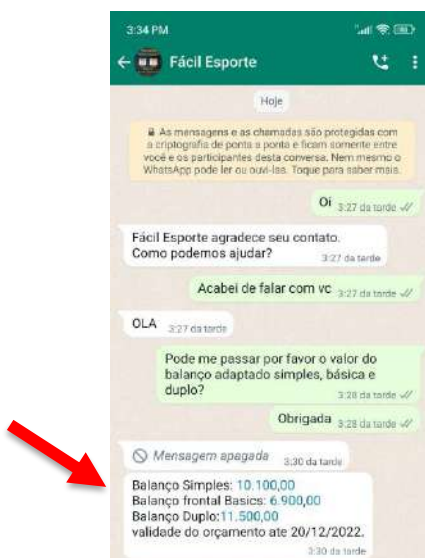 3:34 PM
Fácil Esporte
Hoje
As mensagens e as chamadas são protegidas com
a criptografia de ponta a ponta e ficam somente entre
você e os participantes desta conversa. Nem mesmo o
WhatsApp pode ler ou ouvi-las. Toque para saber mais.
Oi 3:27 da tarde
Fácil Esporte agradece seu contato.
Como podemos ajudar? 3:27 da tarde
Acabei de falar com vc 3:27 da tarde
OLA 3:27 da tarde
Pode me passar por favor o valor do
balanço adaptado simples, básica e
duplo? 3:28 da tarde
Obrigada 3:28 da tarde
Mensagem apagada 3:30 da tarde
Balanço Simples: 10.100,00
Balanço frontal Basics: 6.900,00
Balanço Duplo:11.500,00
validade do orçamento ate 20/12/2022.
3:30 da tarde